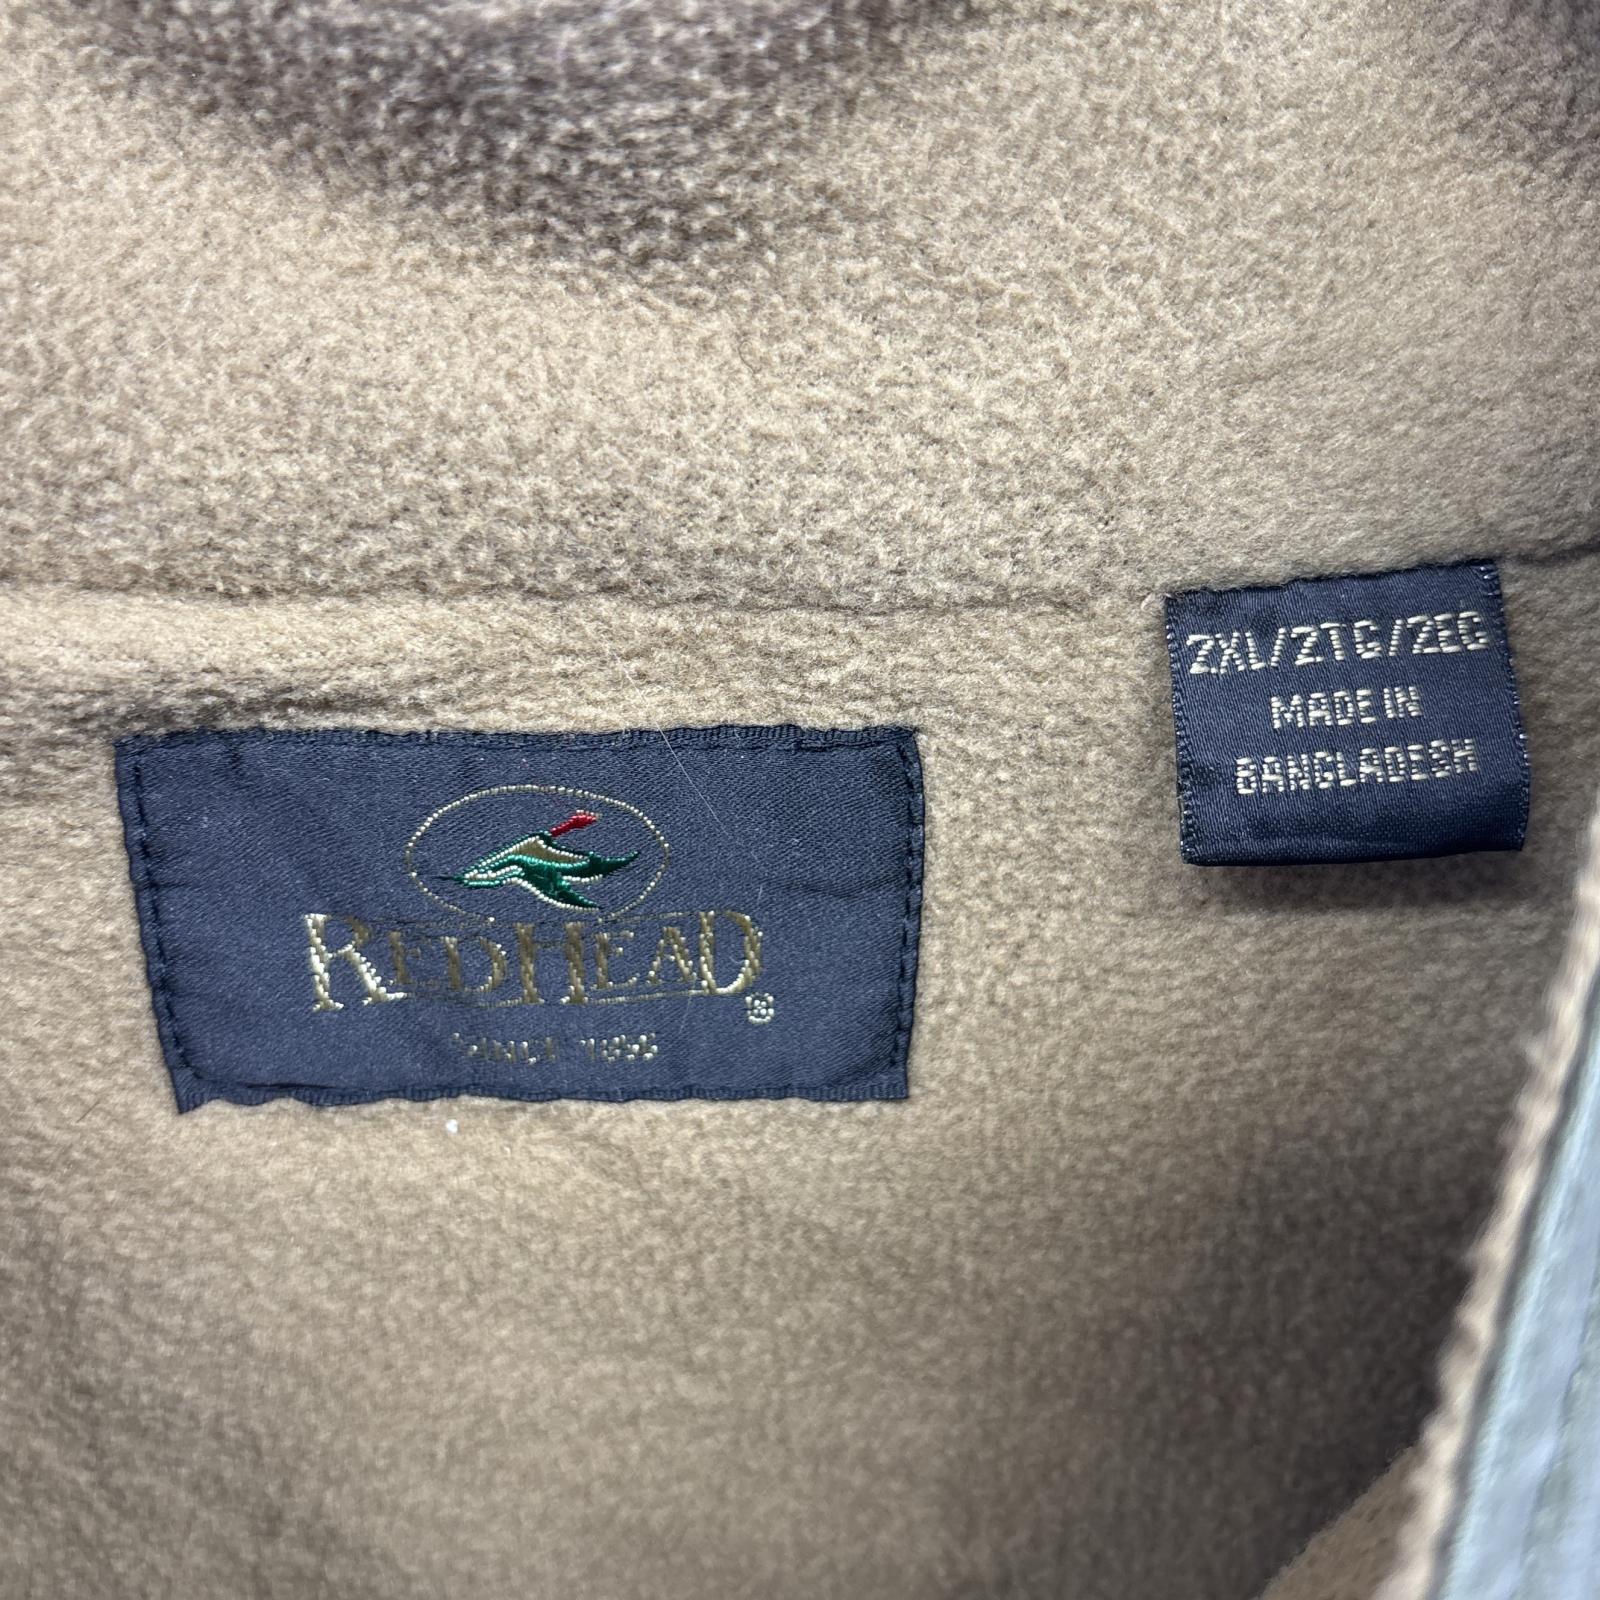 REDHEAD®
SINCE 1856
2XL/2TG/2EG
MADE IN
BANGLADESH